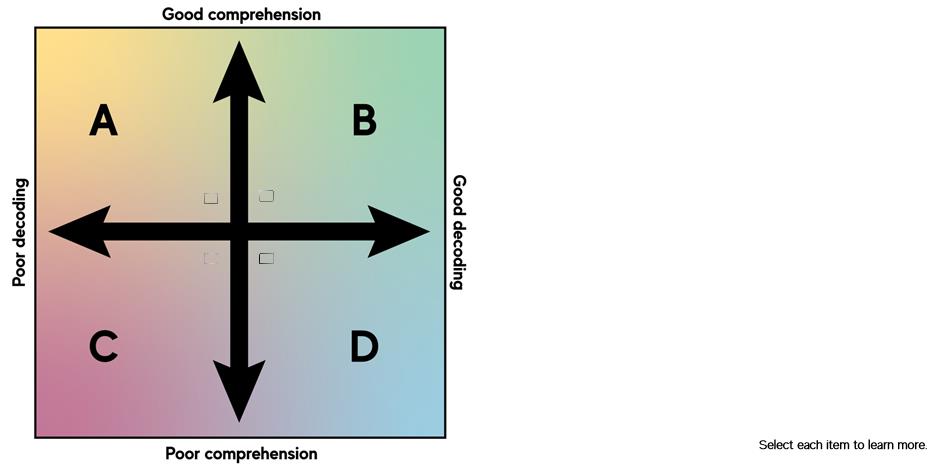 Good comprehension
A
B
Poor decoding
Good decoding
C
D
Poor comprehension
Select each item to learn more.